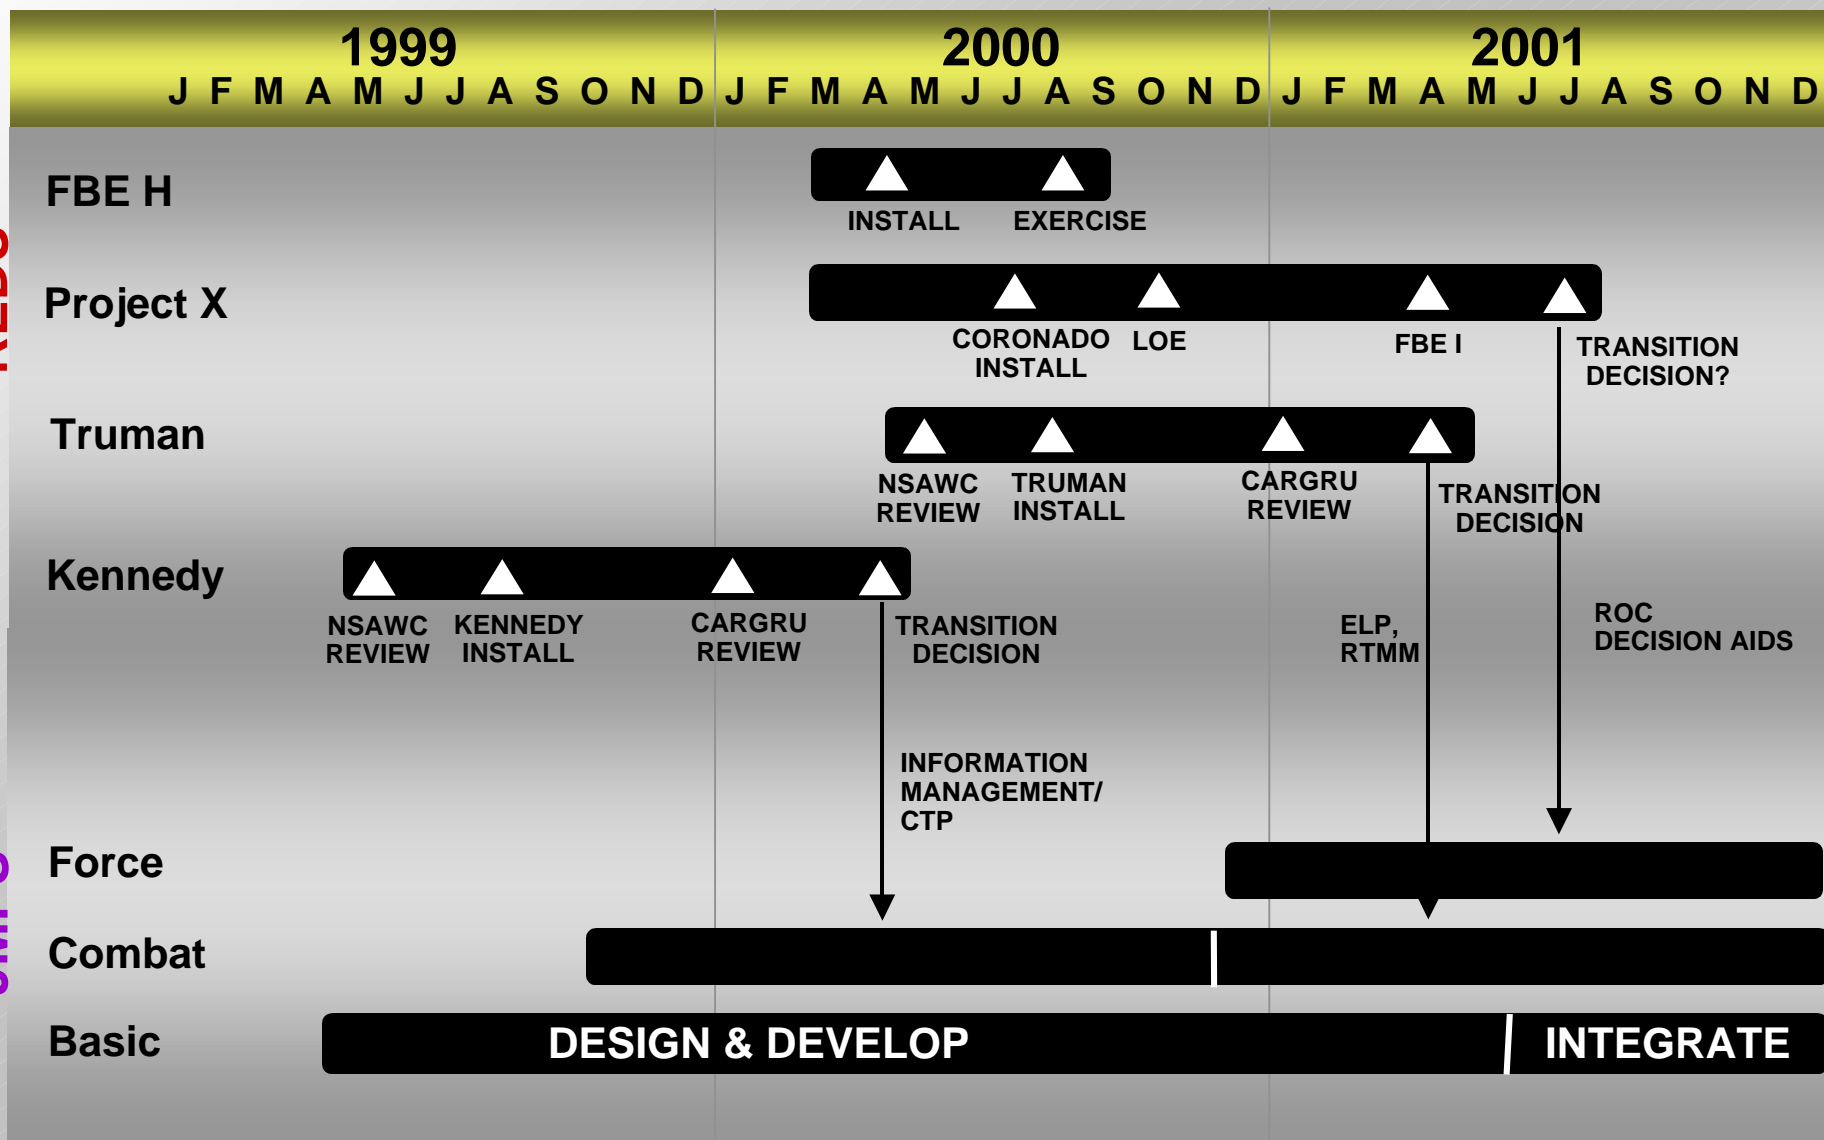 1999 2000 2001
J F M A M J J A S O N D J F M A M J J A S O N D J F M A M J J A S O N D
FBE H
INSTALL EXERCISE
Project X
CORONADO
INSTALL
LOE
FBE I
TRANSITION
DECISION?
Truman
NSAWC
REVIEW
TRUMAN
INSTALL
CARGRU
REVIEW
TRANSITION
DECISION
Kennedy
NSAWC
REVIEW
KENNEDY
INSTALL
CARGRU
REVIEW
TRANSITION
DECISION
ELP,
RTMM
ROC
DECISION AIDS
INFORMATION
MANAGEMENT/
CTP
Force
Combat
Basic
DESIGN & DEVELOP
INTEGRATE